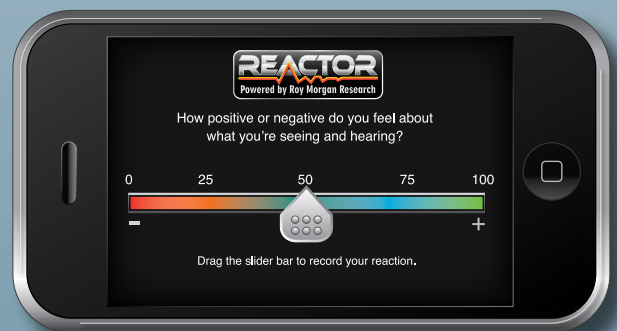 REACTOR
Powered by Roy Morgan Research
How positive or negative do you feel about
what you're seeing and hearing?
0 25 50 75 100
- +
Drag the slider bar to record your reaction.